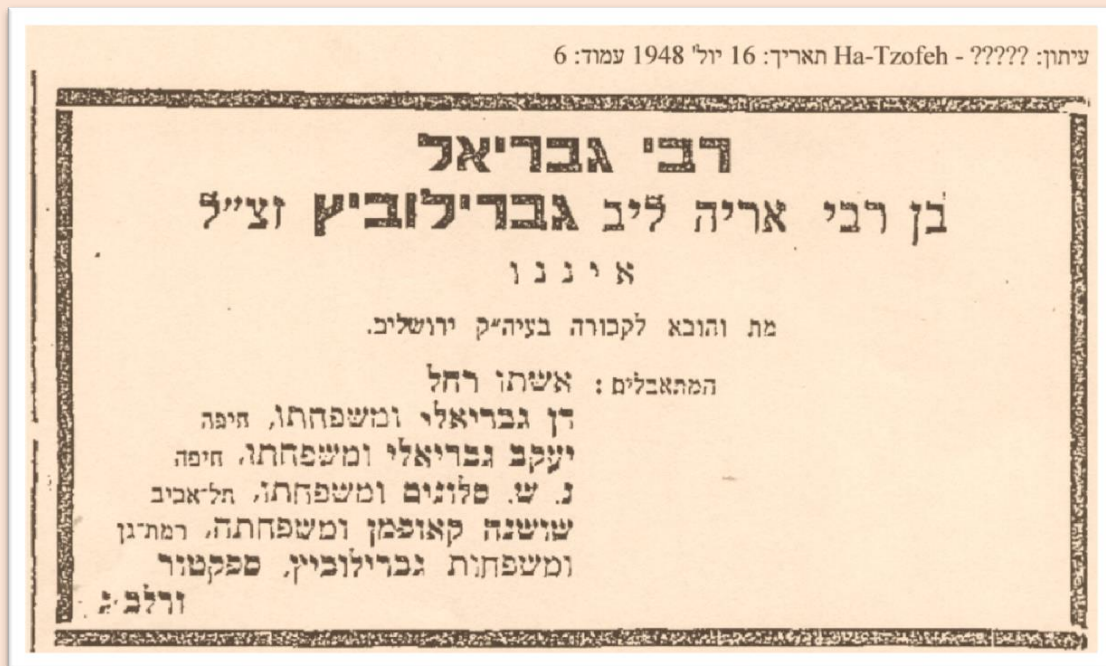 עיתון: ????? - Ha-Tzofeh תאריך: 16 יול' 1948 עמוד: 6
רבי גבריאל
בן רבי אריה ליב גברילוביץ זצ״ל
איננו
מת והובא לקבורה בעיה״ק ירושלים.
המתאבלים: אשתו רחל
דן גבריאלי ומשפחתו, חיפה
יעקב גבריאלי ומשפחתו, חיפה
נ. ש. סלונים ומשפחתו, תל־אביב
שושנה קאופמן ומשפחתה, רמת־גן
ומשפחות גברילוביץ, ספקטור